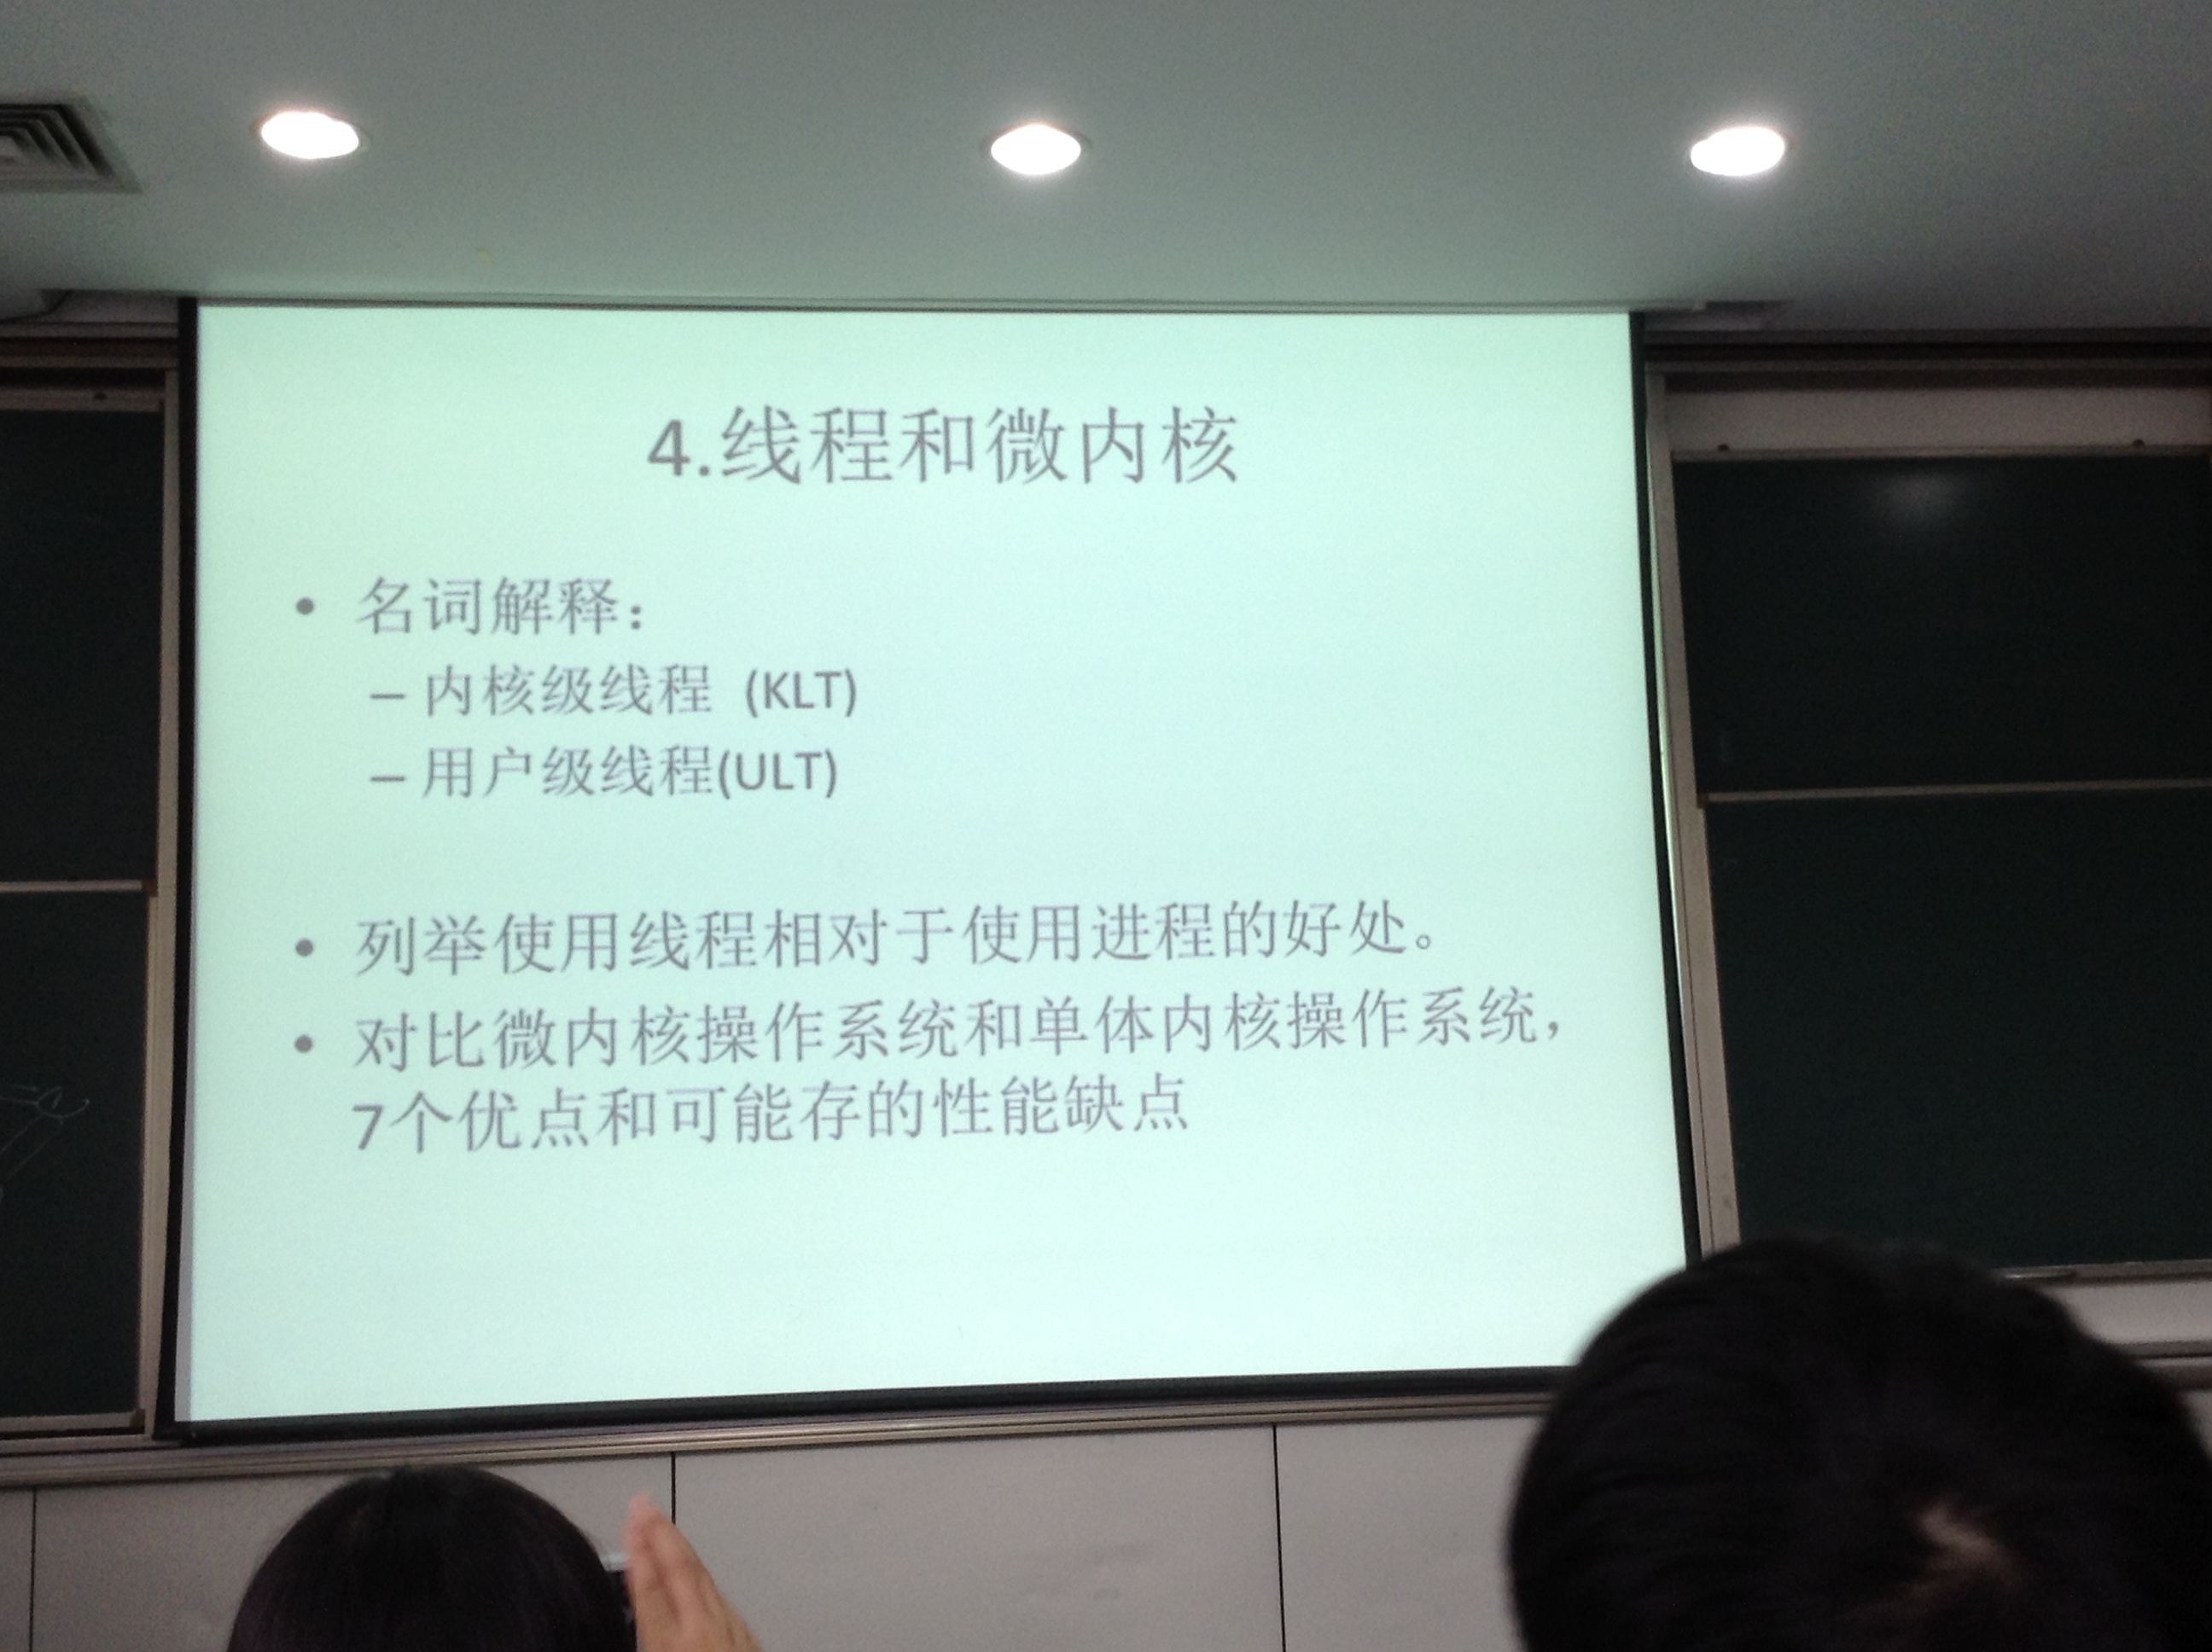 4.线程和微内核
• 名词解释：
– 内核级线程 (KLT)
– 用户级线程(ULT)
• 列举使用线程相对于使用进程的好处。
• 对比微内核操作系统和单体内核操作系统，
7个优点和可能存的性能缺点